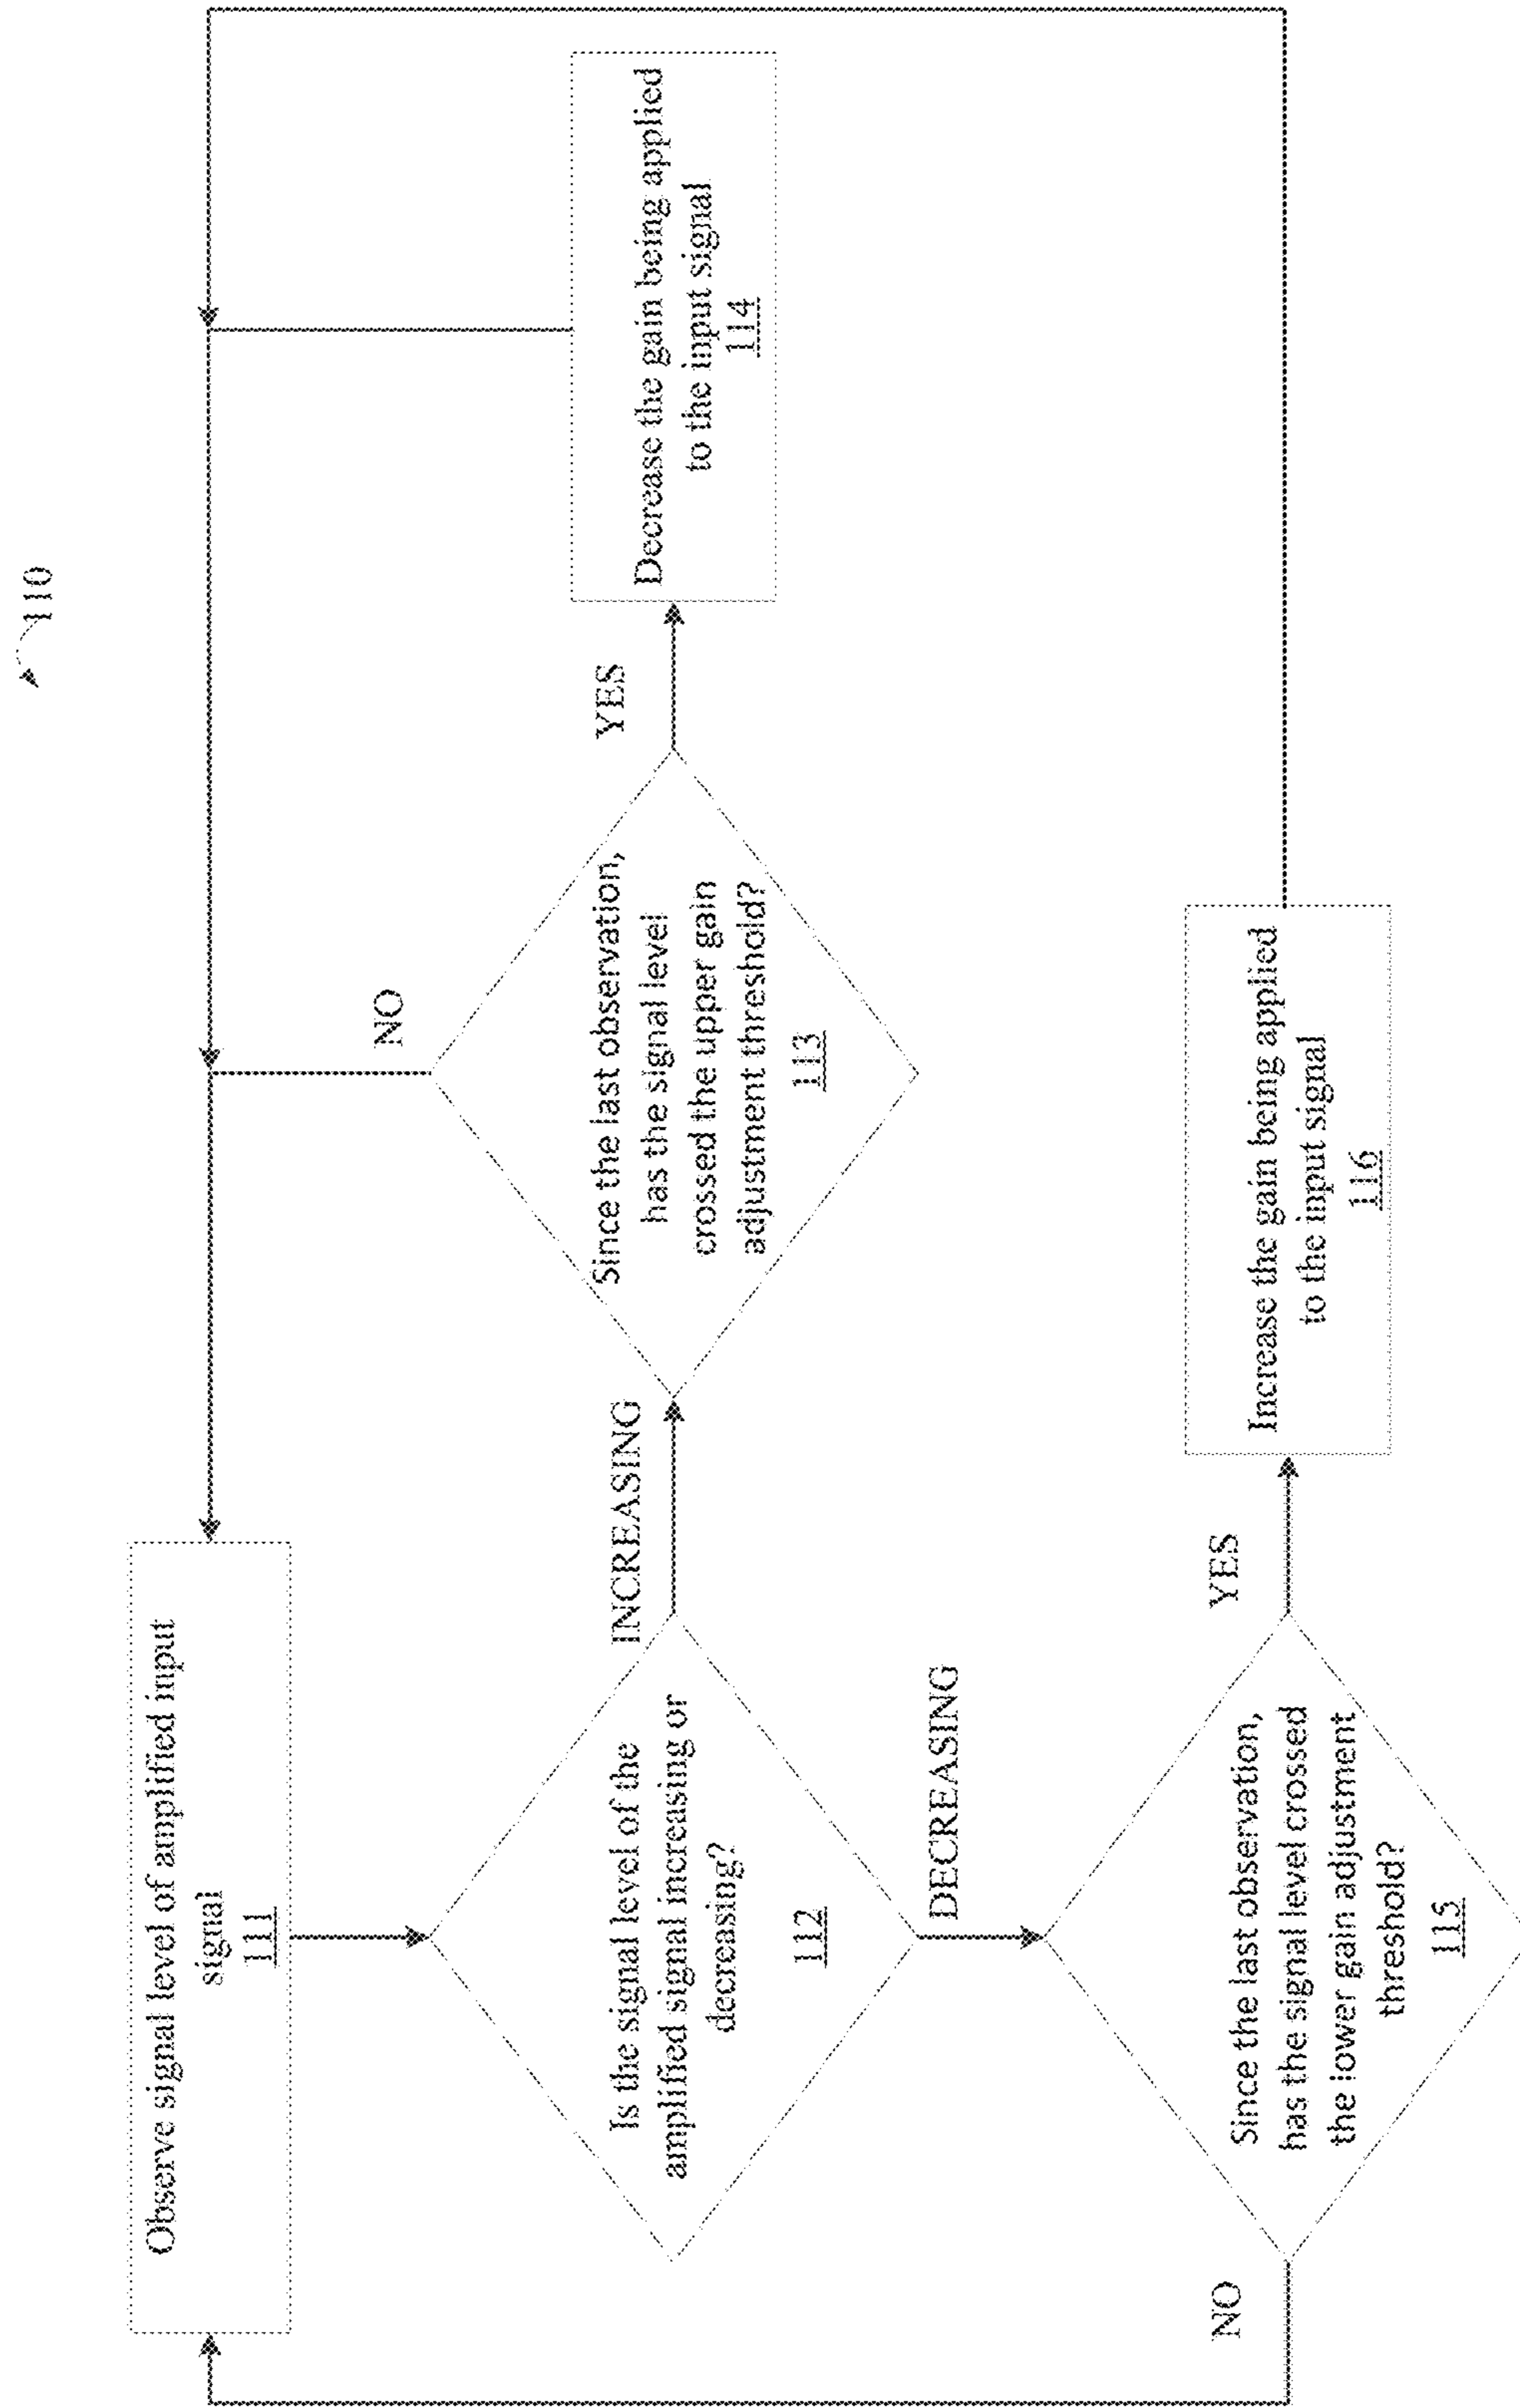 110
Observe signal level of amplified input
signal
111
Is the signal level of the
amplified signal increasing or
decreasing?
112
INCREASING
Since the last observation,
has the signal level
crossed the upper gain
adjustment threshold?
113
NO
YES
Decrease the gain being applied
to the input signal
114
DECREASING
Since the last observation,
has the signal level crossed
the lower gain adjustment
threshold?
115
NO
YES
Increase the gain being applied
to the input signal
116